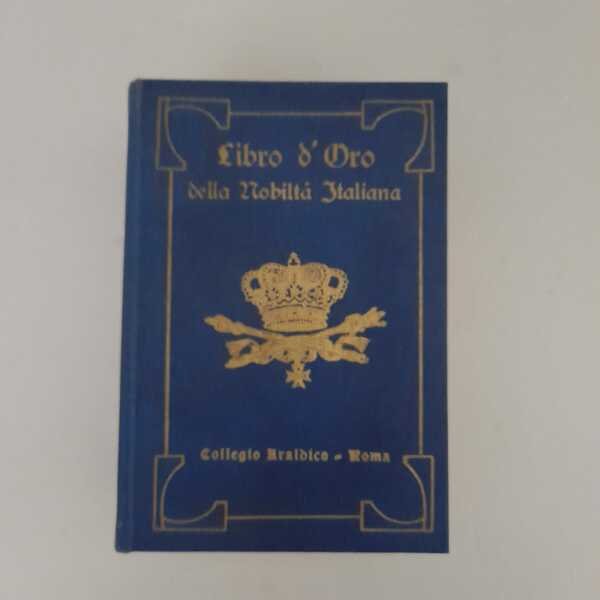 Libro d'Oro
della Nobiltà Italiana
Collegio Araldico - Roma